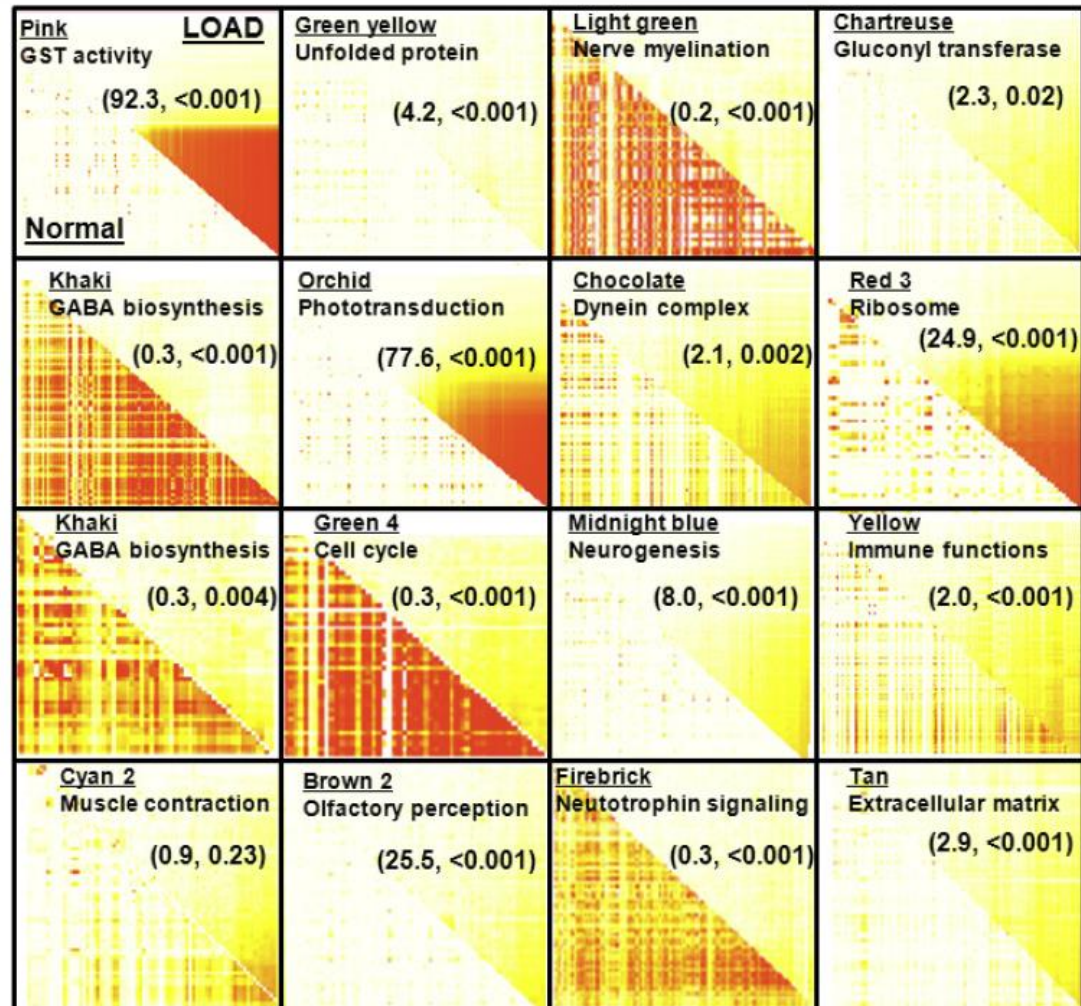 Pink LOAD
GST activity
(92.3, <0.001)
Normal
Green yellow
Unfolded protein
(4.2, <0.001)
Light green
Nerve myelination
(0.2, <0.001)
Chartreuse
Gluconyl transferase
(2.3, 0.02)
Khaki
GABA biosynthesis
(0.3, <0.001)
Orchid
Phototransduction
(77.6, <0.001)
Chocolate
Dynein complex
(2.1, 0.002)
Red 3
Ribosome
(24.9, <0.001)
Khaki
GABA biosynthesis
(0.3, 0.004)
Green 4
Cell cycle
(0.3, <0.001)
Midnight blue
Neurogenesis
(8.0, <0.001)
Yellow
Immune functions
(2.0, <0.001)
Cyan 2
Muscle contraction
(0.9, 0.23)
Brown 2
Olfactory perception
(25.5, <0.001)
Firebrick
Neutotrophin signaling
(0.3, <0.001)
Tan
Extracellular matrix
(2.9, <0.001)